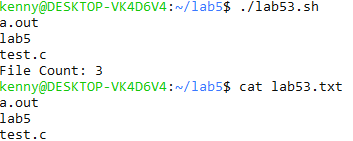 kenny@DESKTOP-VK4D6V4:~/lab5$ ./lab53.sh
a.out
lab5
test.c
File Count: 3
kenny@DESKTOP-VK4D6V4:~/lab5$ cat lab53.txt
a.out
lab5
test.c